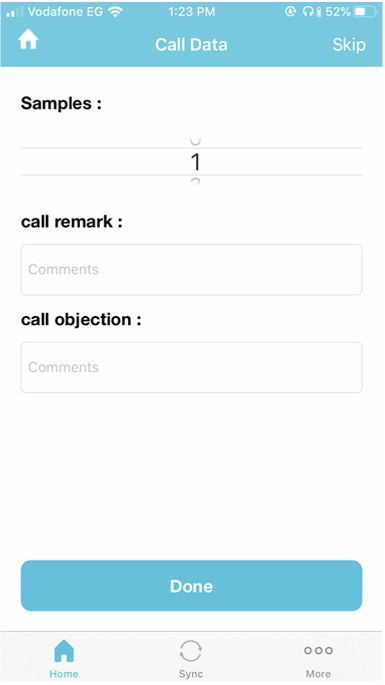 Vodafone EG 1:23 PM 52%
Call Data Skip
Samples :
1
call remark :
Comments
call objection :
Comments
Done
Home Sync More